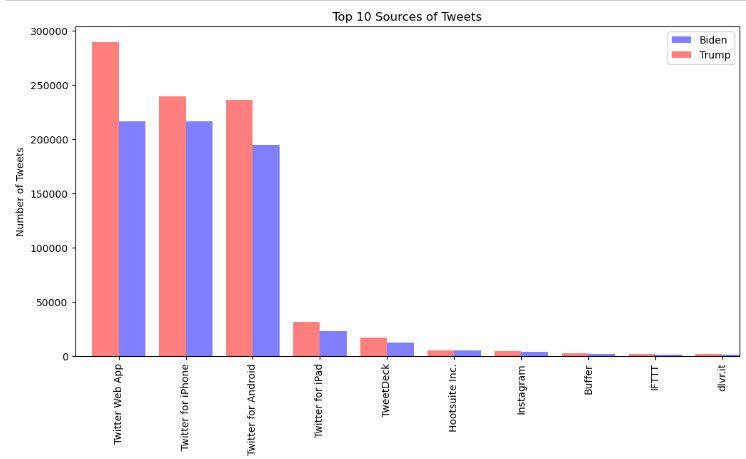 Top 10 Sources of Tweets
Biden
Trump
Number of Tweets
300000
250000
200000
150000
100000
50000
0
Twitter Web App
Twitter for iPhone
Twitter for Android
Twitter for iPad
TweetDeck
Hootsuite Inc.
Instagram
Buffer
IFTTT
dlvr.it